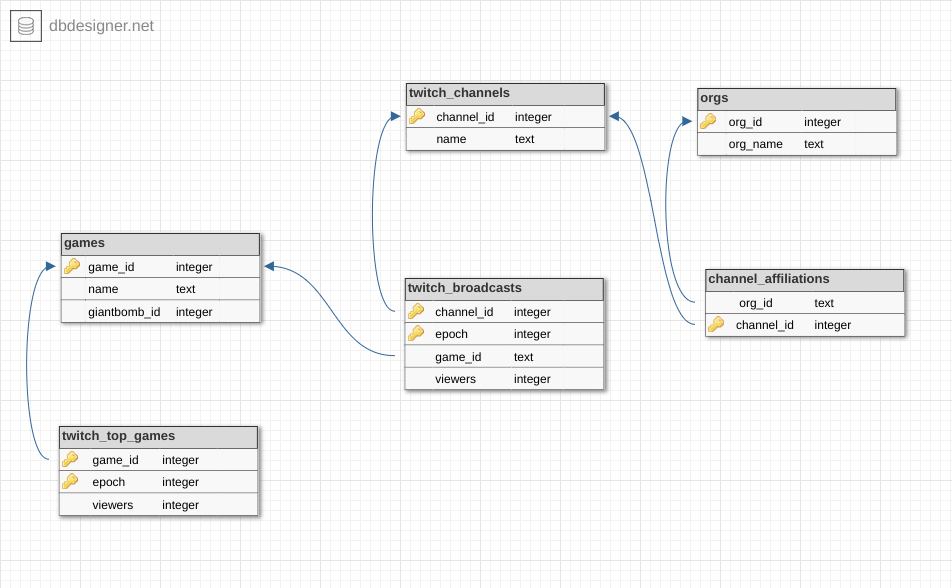 dbdesigner.net
twitch_channels
channel_id integer
name text
orgs
org_id integer
org_name text
games
game_id integer
name text
giantbomb_id integer
twitch_broadcasts
channel_id integer
epoch integer
game_id text
viewers integer
channel_affiliations
org_id text
channel_id integer
twitch_top_games
game_id integer
epoch integer
viewers integer